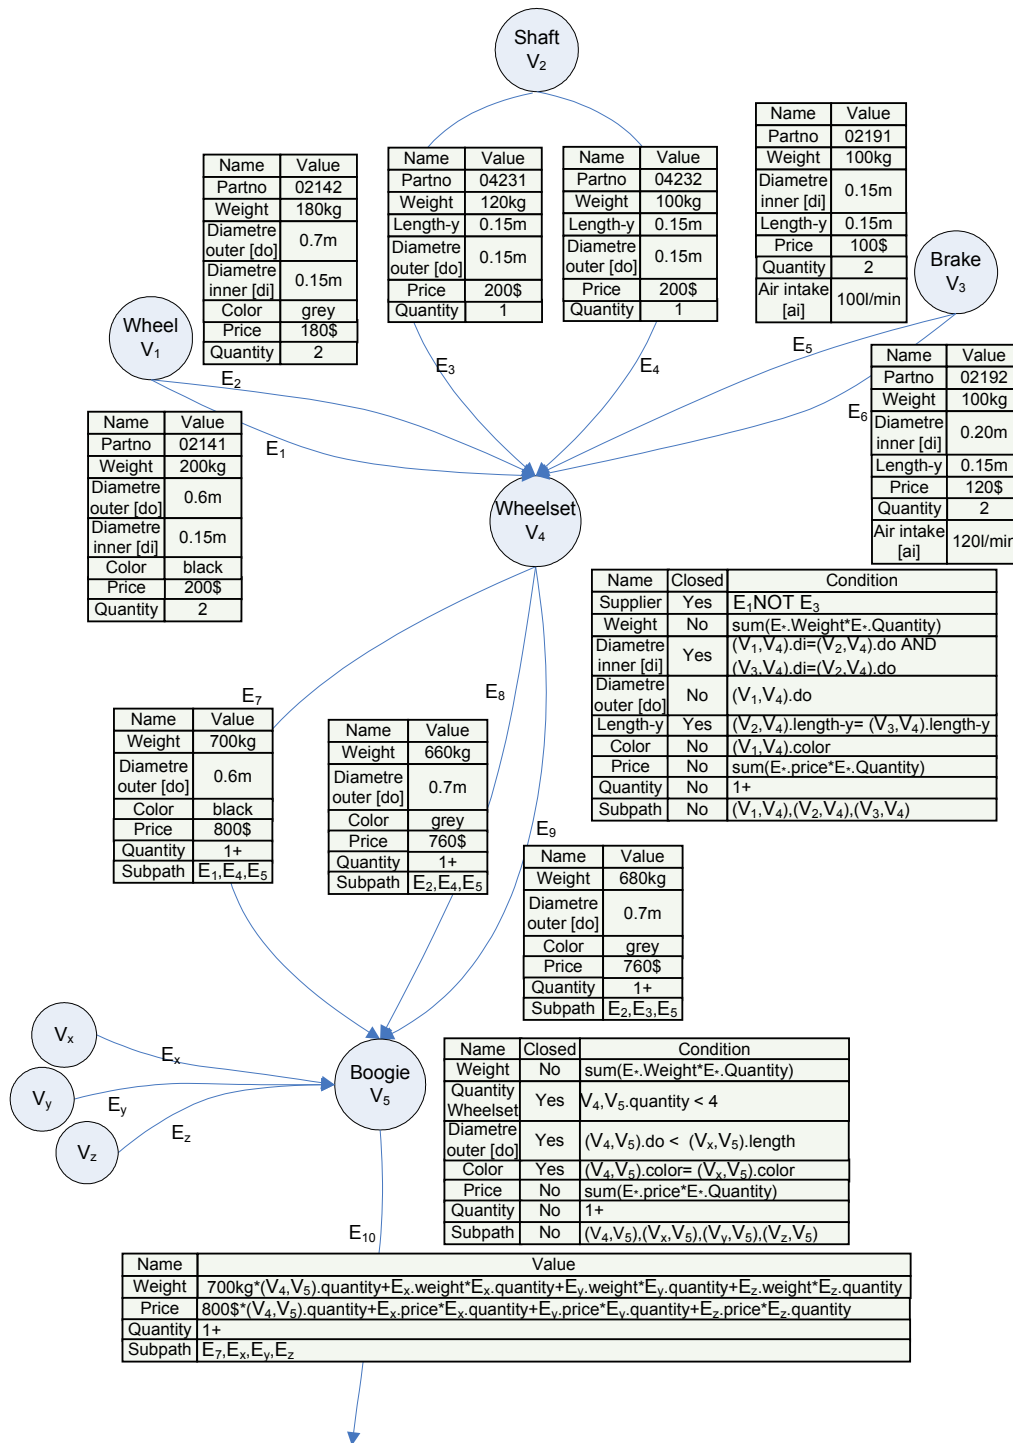 Shaft
V2
Name Value
Partno 02191
Weight 100kg
Diametre inner [di] 0.15m
Length-y 0.15m
Price 100$
Quantity 2
Air intake [ai] 100l/min
Name Value
Partno 02142
Weight 180kg
Diametre outer [do] 0.7m
Diametre inner [di] 0.15m
Color grey
Price 180$
Quantity 2
Name Value
Partno 04231
Weight 120kg
Length-y 0.15m
Diametre outer [do] 0.15m
Price 200$
Quantity 1
Name Value
Partno 04232
Weight 100kg
Length-y 0.15m
Diametre outer [do] 0.15m
Price 200$
Quantity 1
Brake
V3
Wheel
V1
E2
E3
E4
E5
E6
E1
Name Value
Partno 02192
Weight 100kg
Diametre inner [di] 0.20m
Length-y 0.15m
Price 120$
Quantity 2
Air intake [ai] 120l/min
Name Value
Partno 02141
Weight 200kg
Diametre outer [do] 0.6m
Diametre inner [di] 0.15m
Color black
Price 200$
Quantity 2
Wheelset
V4
Name Closed Condition
Supplier Yes E1NOT E3
Weight No sum(E*.Weight*E*.Quantity)
Diametre inner [di] Yes (V1,V4).di=(V2,V4).do AND (V3,V4).di=(V2,V4).do
Diametre outer [do] No (V1,V4).do
Length-y Yes (V2,V4).length-y= (V3,V4).length-y
Color No (V1,V4).color
Price No sum(E*.price*E*.Quantity)
Quantity No 1+
Subpath No (V1,V4),(V2,V4),(V3,V4)
E7
E8
E9
Name Value
Weight 700kg
Diametre outer [do] 0.6m
Color black
Price 800$
Quantity 1+
Subpath E1,E4,E5
Name Value
Weight 660kg
Diametre outer [do] 0.7m
Color grey
Price 760$
Quantity 1+
Subpath E2,E4,E5
Name Value
Weight 680kg
Diametre outer [do] 0.7m
Color grey
Price 760$
Quantity 1+
Subpath E2,E3,E5
Vx
Ex
Vy
Ey
Vz
Ez
Boogie
V5
Name Closed Condition
Weight No sum(E*.Weight*E*.Quantity)
Quantity Wheelset Yes V4,V5.quantity < 4
Diametre outer [do] Yes (V4,V5).do < (Vx,V5).length
Color Yes (V4,V5).color= (Vx,V5).color
Price No sum(E*.price*E*.Quantity)
Quantity No 1+
Subpath No (V4,V5),(Vx,V5),(Vy,V5),(Vz,V5)
E10
Name Value
Weight 700kg*(V4,V5).quantity+Ex.weight*Ex.quantity+Ey.weight*Ey.quantity+Ez.weight*Ez.quantity
Price 800$*(V4,V5).quantity+Ex.price*Ex.quantity+Ey.price*Ey.quantity+Ez.price*Ez.quantity
Quantity 1+
Subpath E7,Ex,Ey,Ez